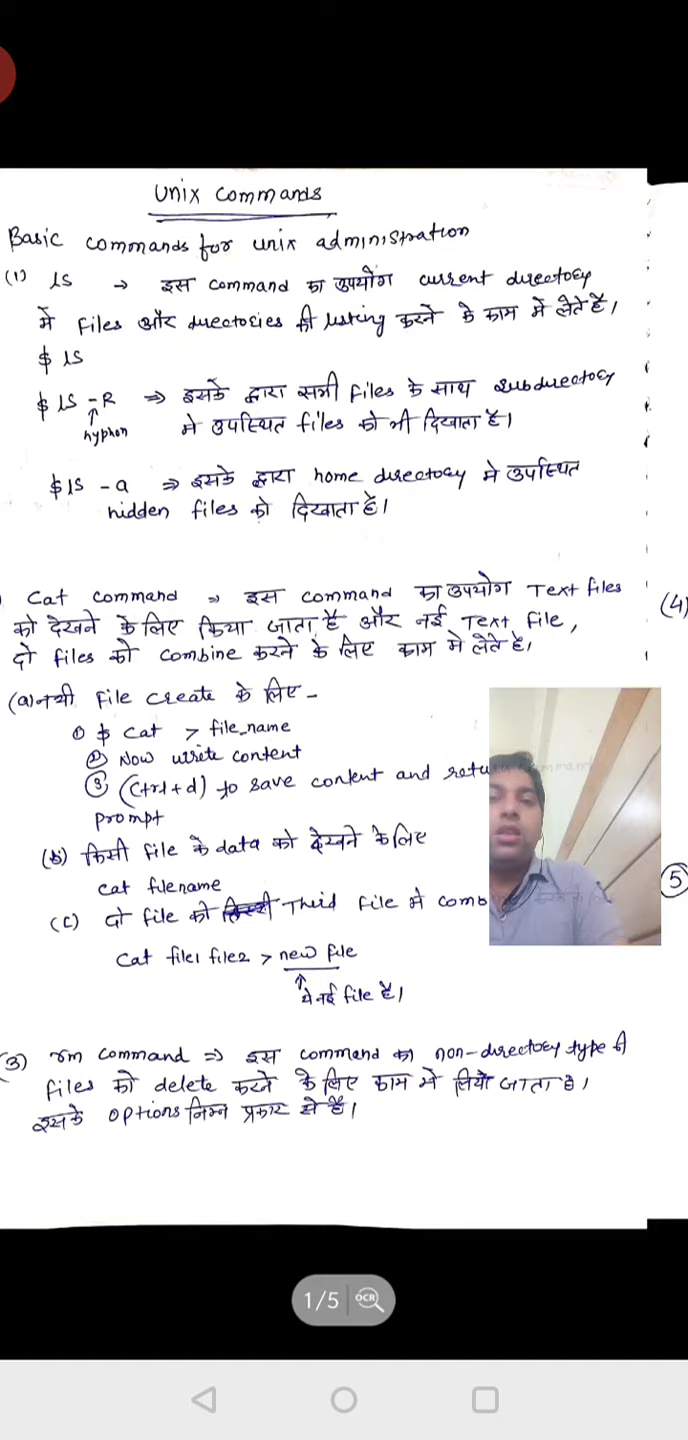 Unix Commands
Basic commands for unix administration
(1) ls → इस command का उपयोग current directory
में files और directories की listing करने के काम में लेते है।
$ ls
$ ls -R ⇒ इसके द्वारा सभी files के साथ subdirectory
↑
hyphen में उपस्थित files को भी दिखाता है।
$ls -a ⇒ इसके द्वारा home directory मे उपस्थित
hidden files को दिखाता है।
Cat command ⇒ इस command का उपयोग Text files
को देखने के लिए किया जाता है और नई Text file,
दो files को combine करने के लिए काम मे लेते है।
(a) नयी file create के लिए -
① $ Cat > file_name
② Now write content
③ (Ctrl+d) to save content and retu
Prompt
(b) किसी file के data को देखने के लिए
cat filename
(c) दो file को Third file मे comb
Cat file1 file2 > new file
↑
ये नई file है।
(3) rm command ⇒ इस command का non-directory type की
files को delete करने के लिए काम मे लिया जाता है।
इसके options निम्न प्रकार से है।
(4)
5
1/5
OCR